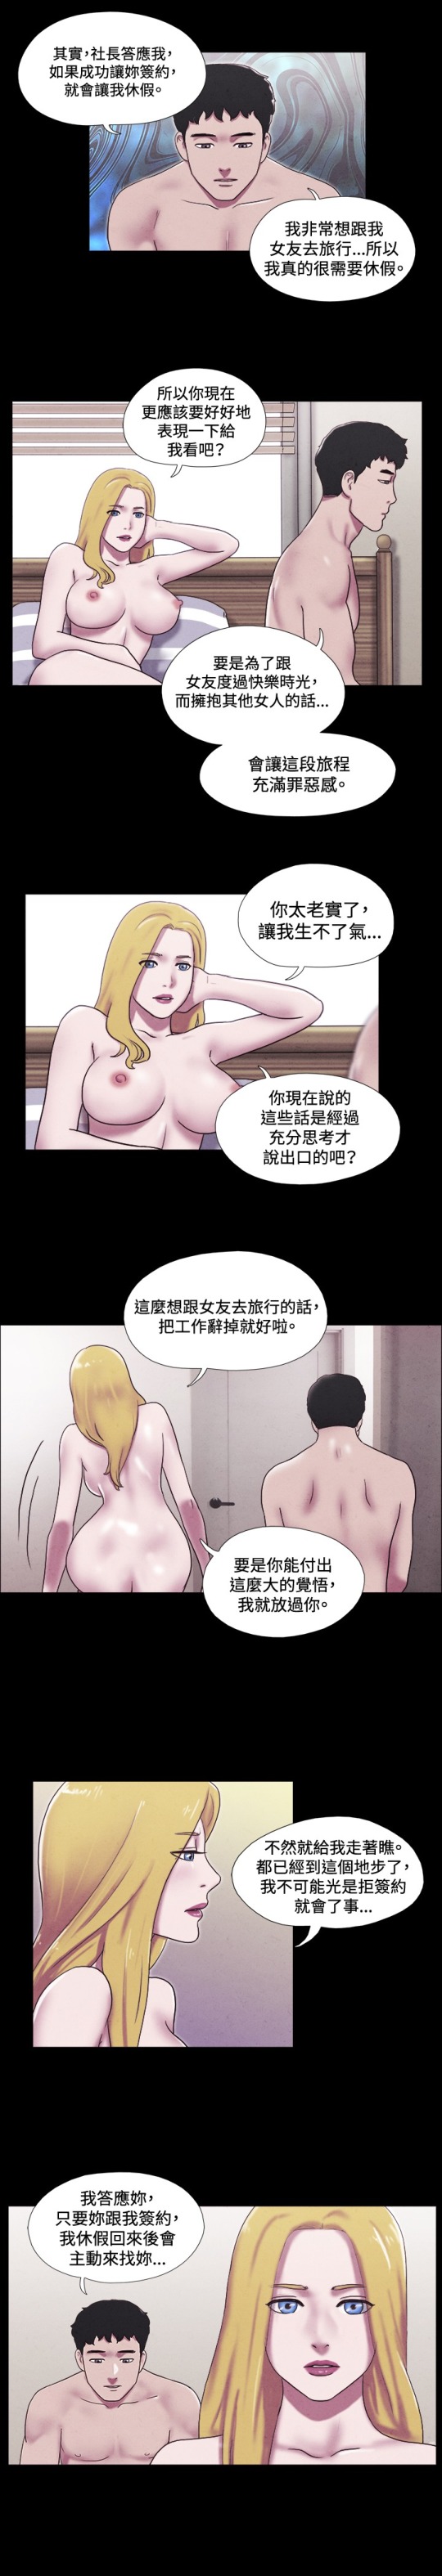 其實，社長答應我，
如果成功讓妳簽約，
就會讓我休假。
我非常想跟我
女友去旅行...所以
我真的很需要休假。
所以你現在
更應該要好好地
表現一下給
我看吧？
要是為了跟
女友度過快樂時光，
而擁抱其他女人的話...
會讓這段旅程
充滿罪惡感。
你太老實了，
讓我生不了氣...
你現在說的
這些話是經過
充分思考才
說出口的吧？
這麼想跟女友去旅行的話，
把工作辭掉就好啦。
要是你能付出
這麼大的覺悟，
我就放過你。
不然就給我走著瞧。
都已經到這個地步了，
我不可能光是拒簽約
就會了事...
我答應妳，
只要妳跟我簽約，
我休假回來後會
主動來找妳...